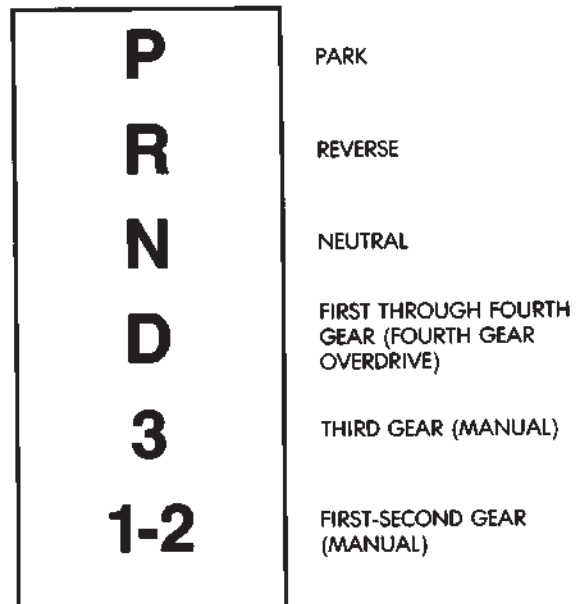 P PARK
R REVERSE
N NEUTRAL
D FIRST THROUGH FOURTH
GEAR (FOURTH GEAR
OVERDRIVE)
3 THIRD GEAR (MANUAL)
1-2 FIRST-SECOND GEAR
(MANUAL)